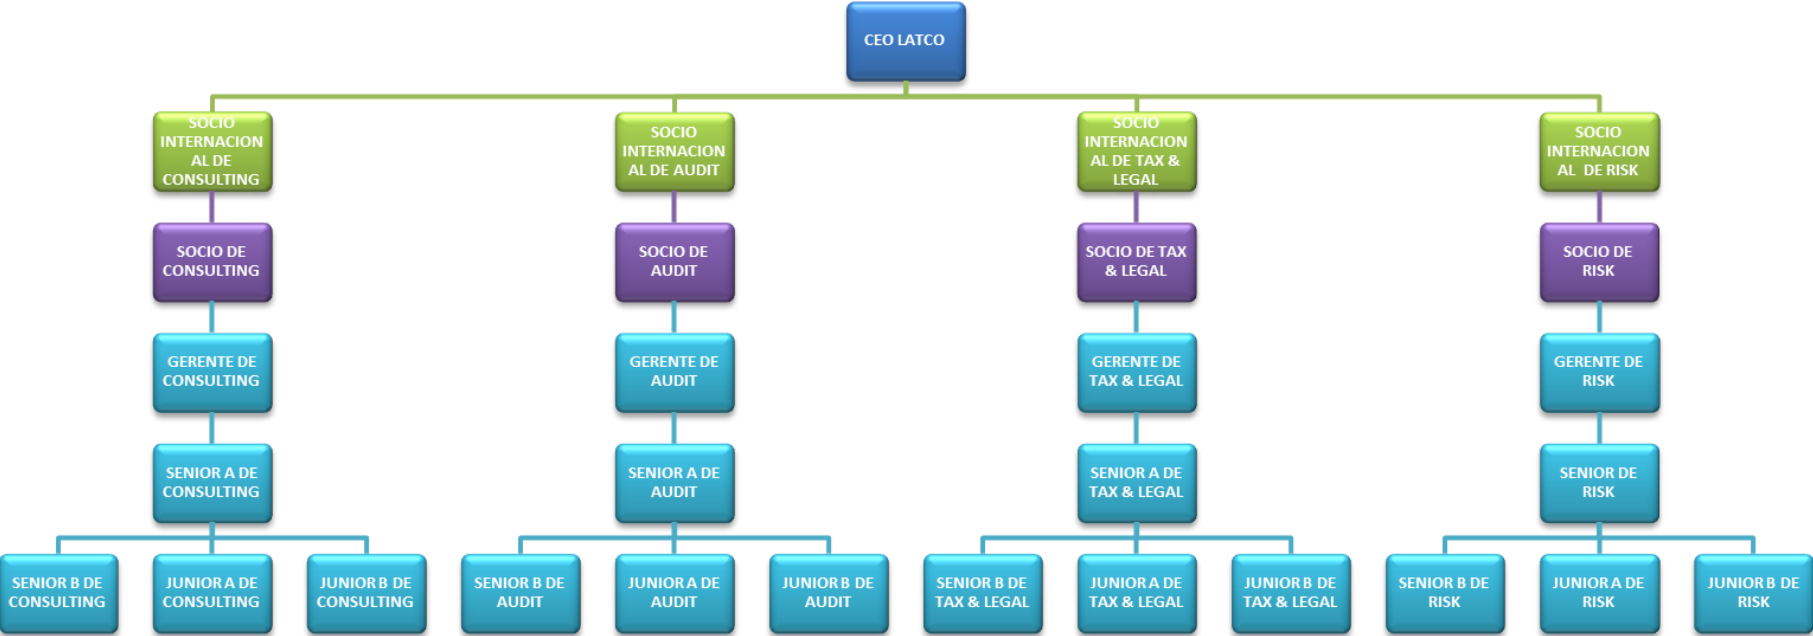 CEO LATCO
SOCIO
INTERNACION
AL DE
CONSULTING
SOCIO
INTERNACION
AL DE AUDIT
SOCIO
INTERNACION
AL DE TAX &
LEGAL
SOCIO
INTERNACION
AL DE RISK
SOCIO DE
CONSULTING
SOCIO DE
AUDIT
SOCIO DE TAX
& LEGAL
SOCIO DE
RISK
GERENTE DE
CONSULTING
GERENTE DE
AUDIT
GERENTE DE
TAX & LEGAL
GERENTE DE
RISK
SENIOR A DE
CONSULTING
SENIOR A DE
AUDIT
SENIOR A DE
TAX & LEGAL
SENIOR DE
RISK
SENIOR B DE
CONSULTING
JUNIOR A DE
CONSULTING
JUNIOR B DE
CONSULTING
SENIOR B DE
AUDIT
JUNIOR A DE
AUDIT
JUNIOR B DE
AUDIT
SENIOR B DE
TAX & LEGAL
JUNIOR A DE
TAX & LEGAL
JUNIOR B DE
TAX & LEGAL
SENIOR B DE
RISK
JUNIOR A DE
RISK
JUNIOR B DE
RISK